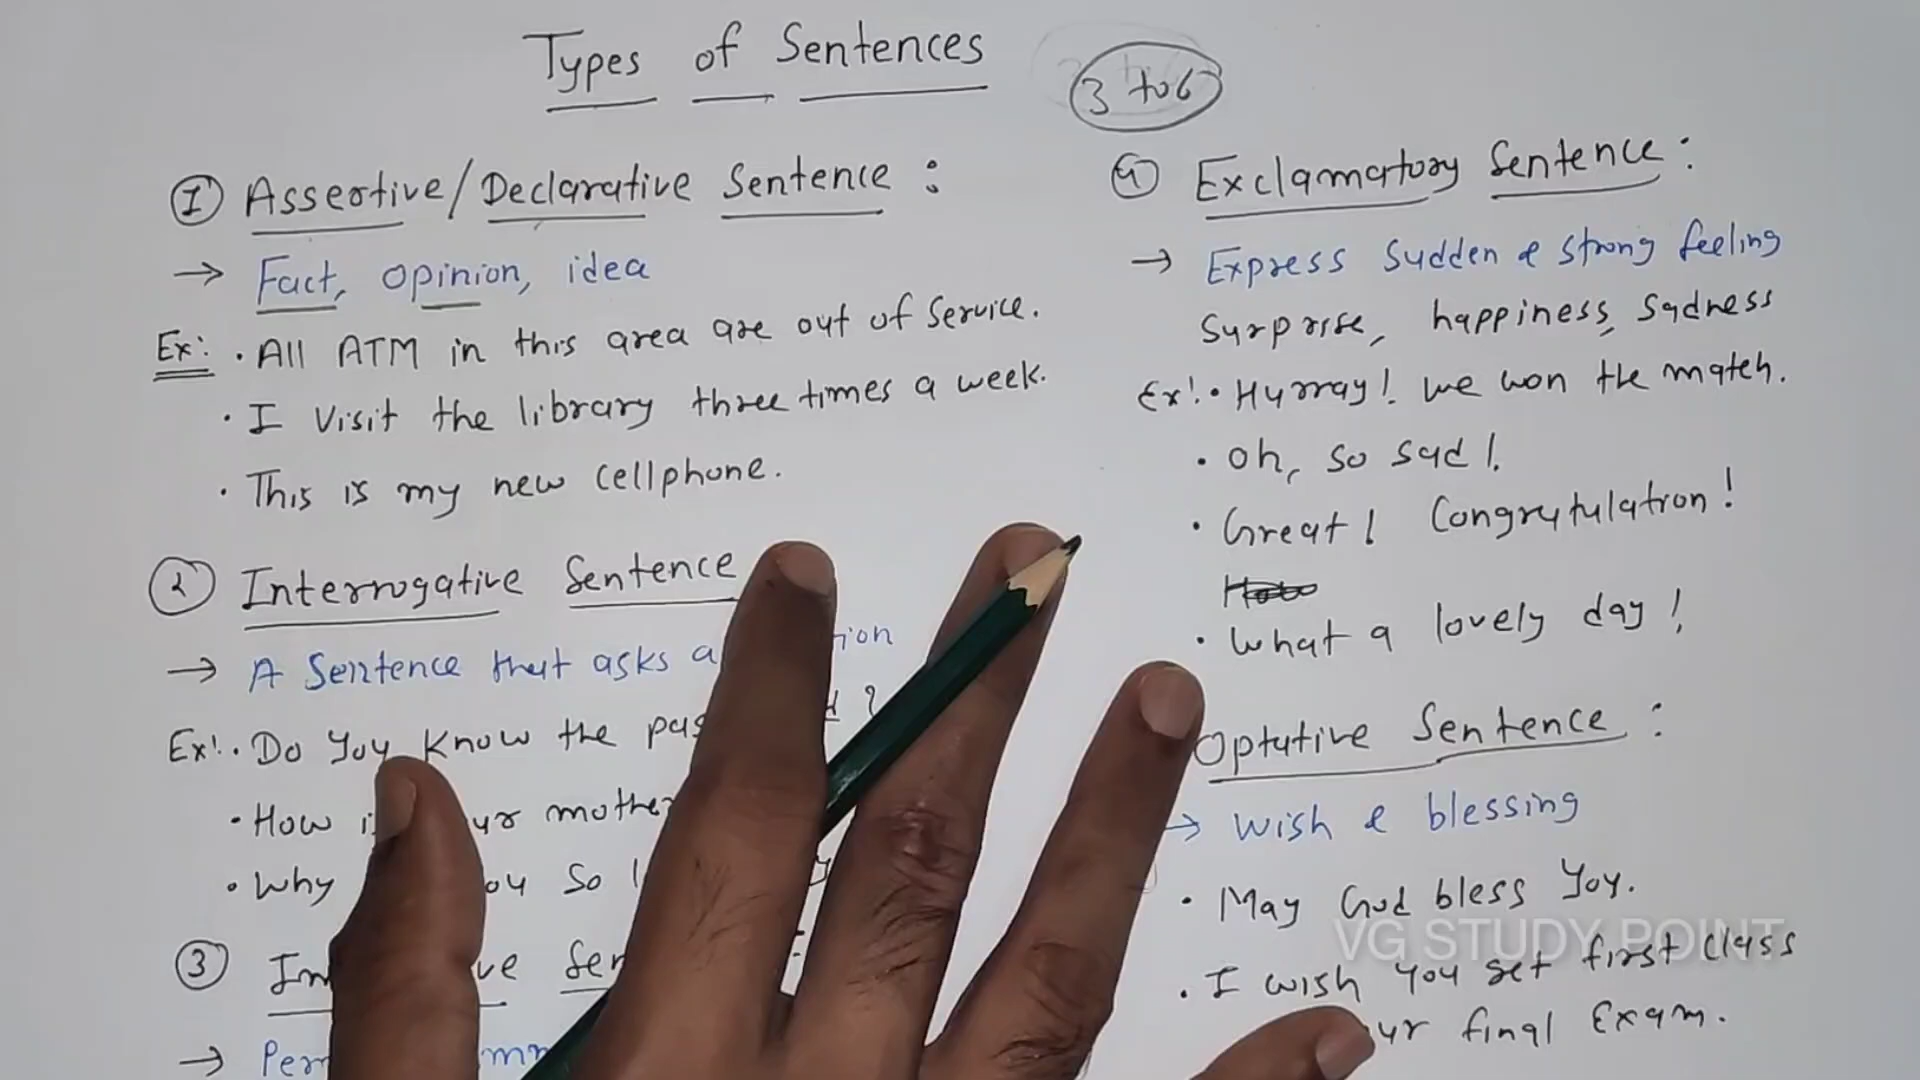 Types of Sentences
3 to 6
① Assertive/Declarative Sentence :
→ Fact, opinion, idea
Ex: • All ATM in this area are out of service.
• I visit the library three times a week.
• This is my new cellphone.
② Interrogative Sentence
→ A Sentence that asks a
Ex: • Do you know the
• How
• Why so
③
→
④ Exclamatory Sentence :
→ Express sudden & strong feeling
Surprise, happiness, sadness
Ex: • Hurray! we won the match.
• Oh, so sad!
• Great! Congratulation!
• What a lovely day!
Optative Sentence :
→ Wish & blessing
• May God bless you.
• I wish you get first class
final Exam.
VG STUDY POINT